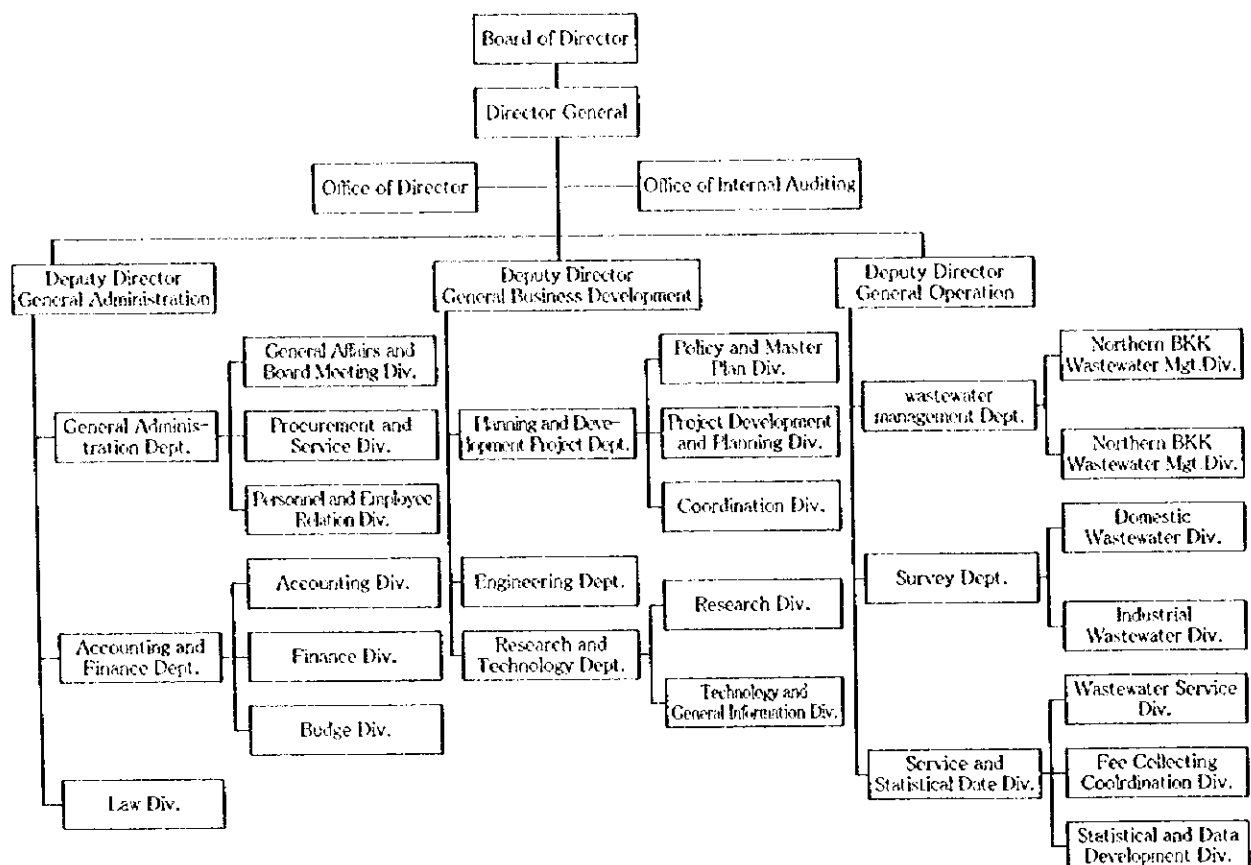 Board of Director
Director General
Office of Director
Office of Internal Auditing
Deputy Director
General Administration
Deputy Director
General Business Development
Deputy Director
General Operation
General Affairs and
Board Meeting Div.
General Adminis-
tration Dept.
Procurement and
Service Div.
Personnel and Employee
Relation Div.
Accounting Div.
Accounting and
Finance Dept.
Finance Div.
Budge Div.
Law Div.
Policy and Master
Plan Div.
Planning and Deve-
lopment Project Dept.
Project Development
and Planning Div.
Coordination Div.
Engineering Dept.
Research and
Technology Dept.
Research Div.
Technology and
General Information Div.
Northern BKK
Wastewater Mgt.Div.
wastewater
management Dept.
Northern BKK
Wastewater Mgt.Div.
Domestic
Wastewater Div.
Survey Dept.
Industrial
Wastewater Div.
Wastewater Service
Div.
Service and
Statistical Date Div.
Fee Collecting
Coolrdination Div.
Statistical and Data
Development Div.